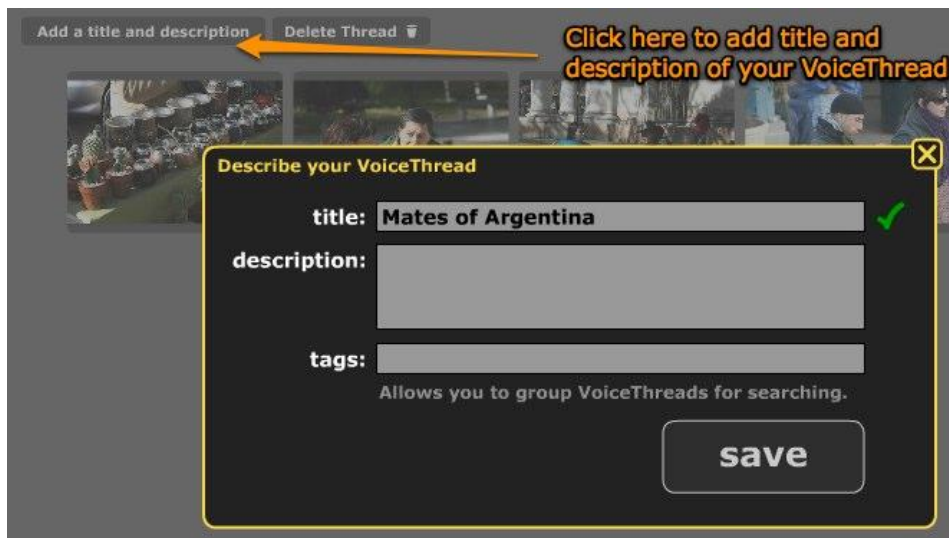 Add a title and description
Delete Thread
Click here to add title and
description of your VoiceThread
Describe your VoiceThread
title: Mates of Argentina
description:
tags:
Allows you to group VoiceThreads for searching.
save